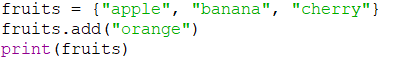 fruits = {"apple", "banana", "cherry"}
fruits.add("orange")
print(fruits)